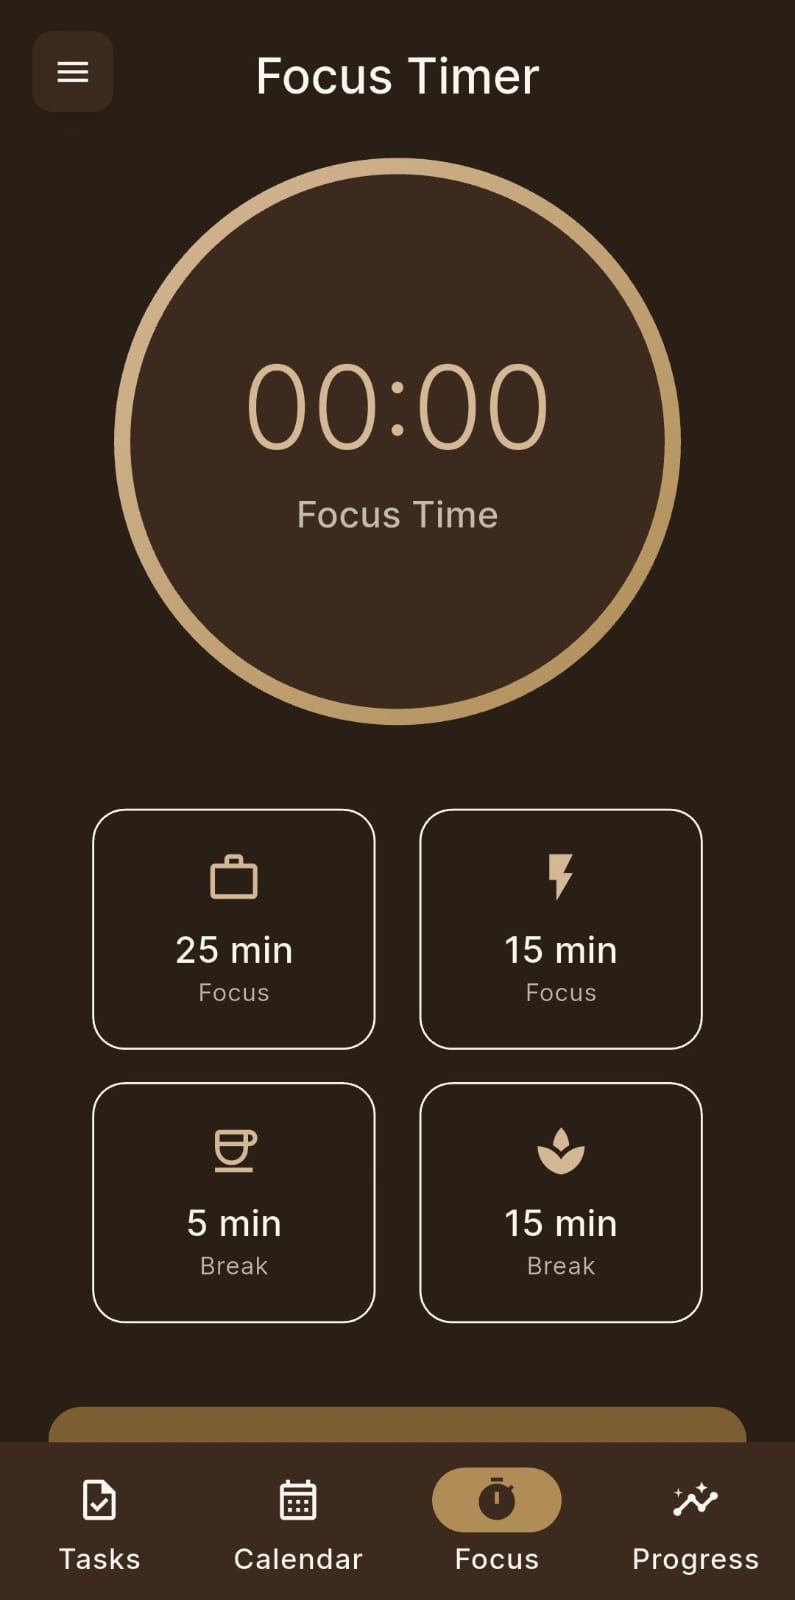 Focus Timer
00:00
Focus Time
25 min
Focus
15 min
Focus
5 min
Break
15 min
Break
Tasks
Calendar
Focus
Progress